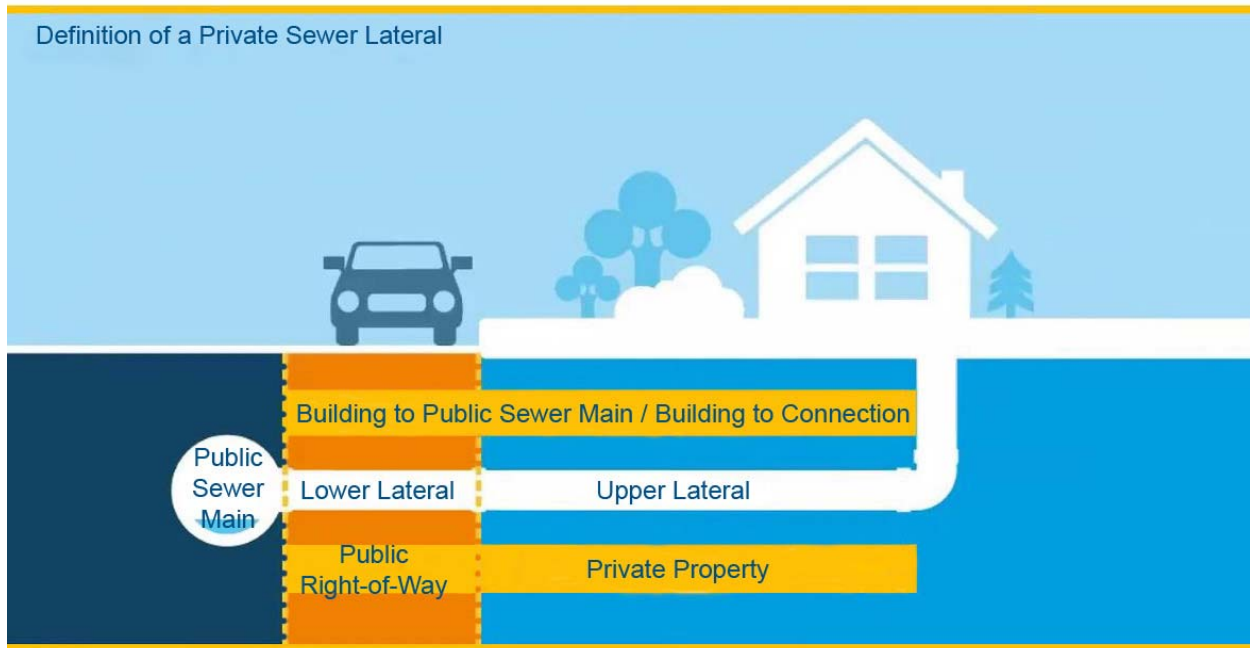 Definition of a Private Sewer Lateral
Building to Public Sewer Main / Building to Connection
Public
Sewer
Main
Lower Lateral
Upper Lateral
Public
Right-of-Way
Private Property